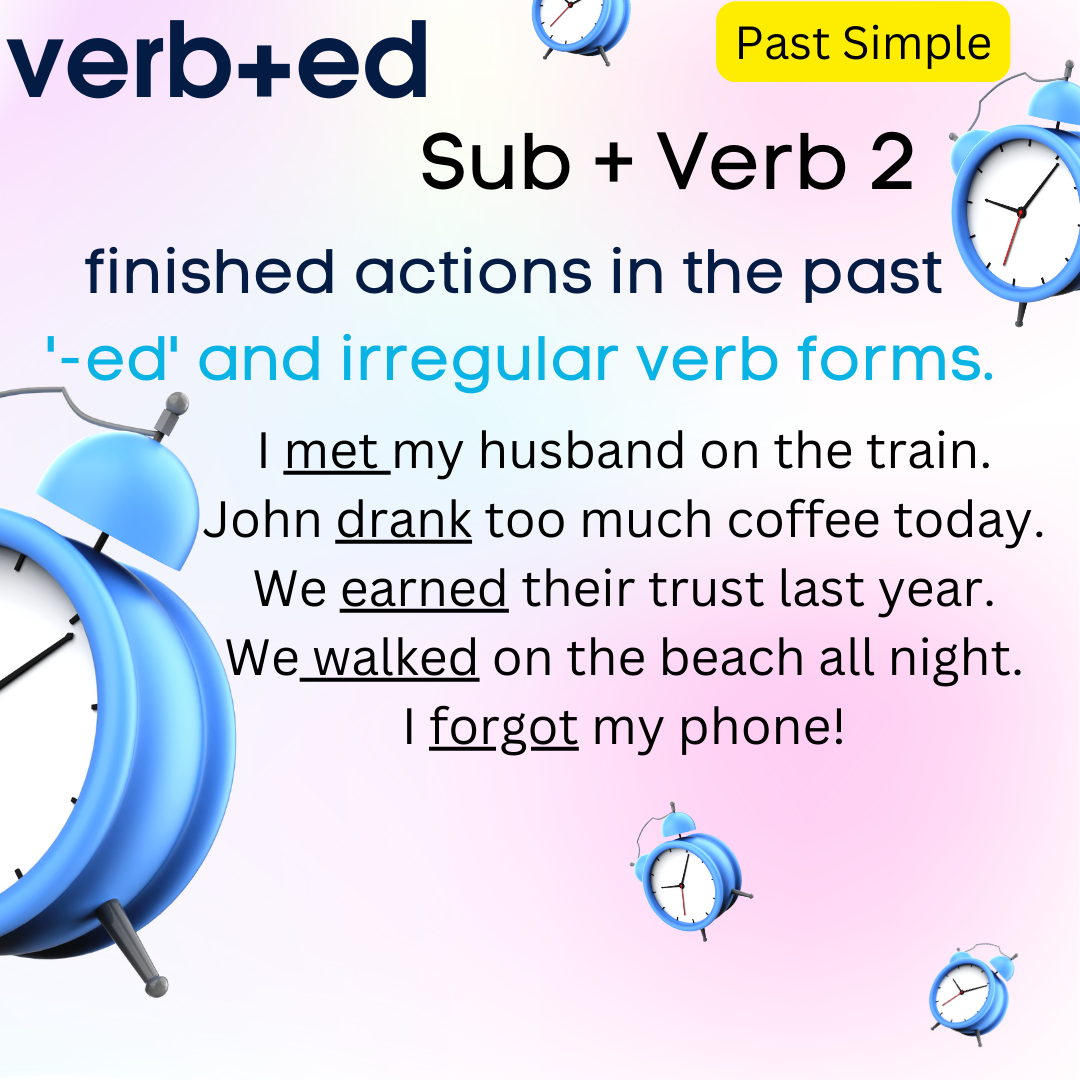 verb+ed
Past Simple
Sub + Verb 2
finished actions in the past
'-ed' and irregular verb forms.
I met my husband on the train.
John drank too much coffee today.
We earned their trust last year.
We walked on the beach all night.
I forgot my phone!